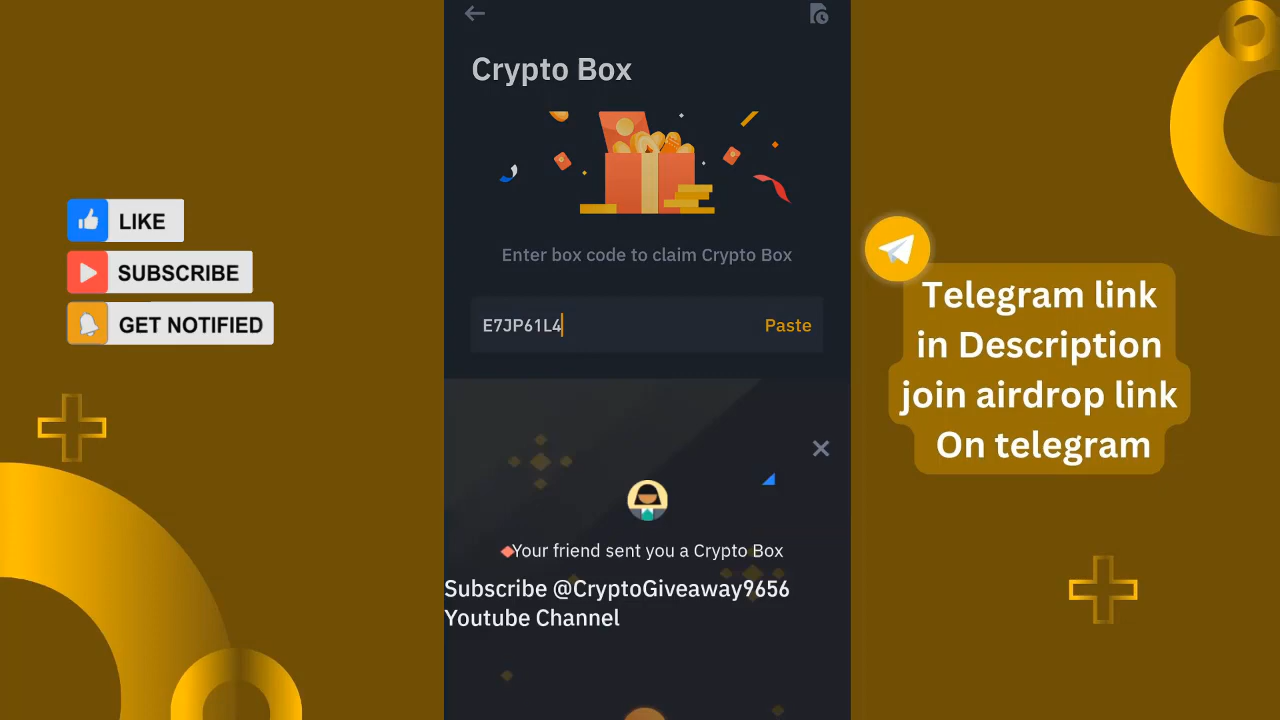 Crypto Box
LIKE
SUBSCRIBE
GET NOTIFIED
Enter box code to claim Crypto Box
E7JP61L4
Paste
Your friend sent you a Crypto Box
Subscribe @CryptoGiveaway9656
Youtube Channel
Telegram link
in Description
join airdrop link
On telegram